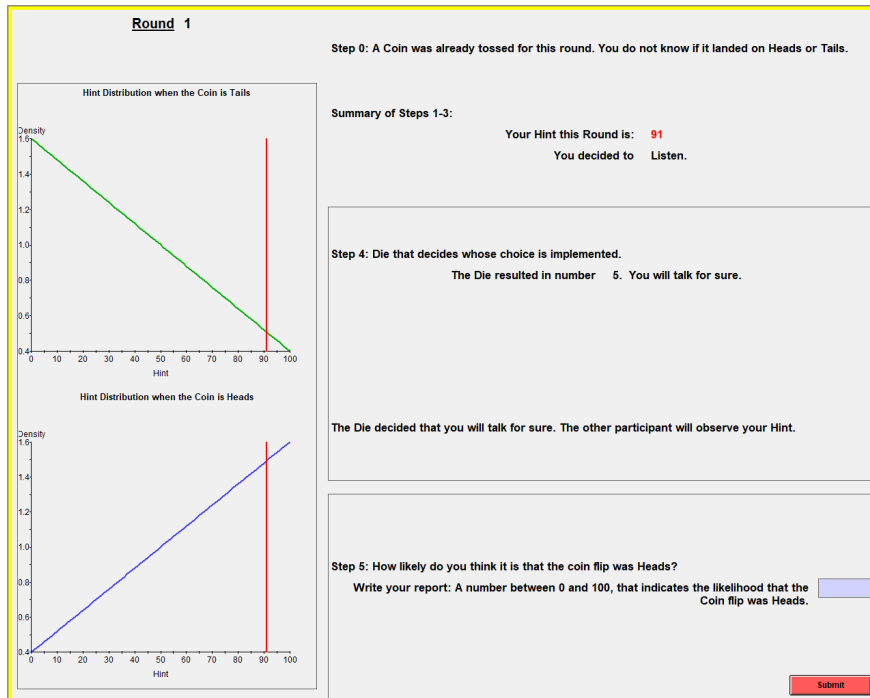 Round 1
Step 0: A Coin was already tossed for this round. You do not know if it landed on Heads or Tails.
Hint Distribution when the Coin is Tails
Density
1.6
1.4
1.2
1.0
0.8
0.6
0.4
0 10 20 30 40 50 60 70 80 90 100
Hint
Hint Distribution when the Coin is Heads
Density
1.6
1.4
1.2
1.0
0.8
0.6
0.4
0 10 20 30 40 50 60 70 80 90 100
Hint
Summary of Steps 1-3:
Your Hint this Round is: 91
You decided to Listen.
Step 4: Die that decides whose choice is implemented.
The Die resulted in number 5. You will talk for sure.
The Die decided that you will talk for sure. The other participant will observe your Hint.
Step 5: How likely do you think it is that the coin flip was Heads?
Write your report: A number between 0 and 100, that indicates the likelihood that the
Coin flip was Heads.
Submit